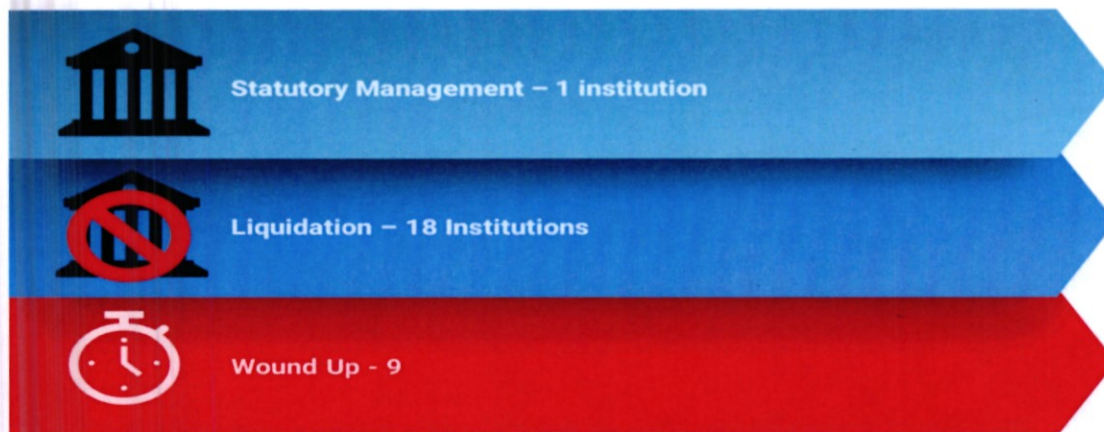 Statutory Management – 1 institution
Liquidation – 18 Institutions
Wound Up - 9